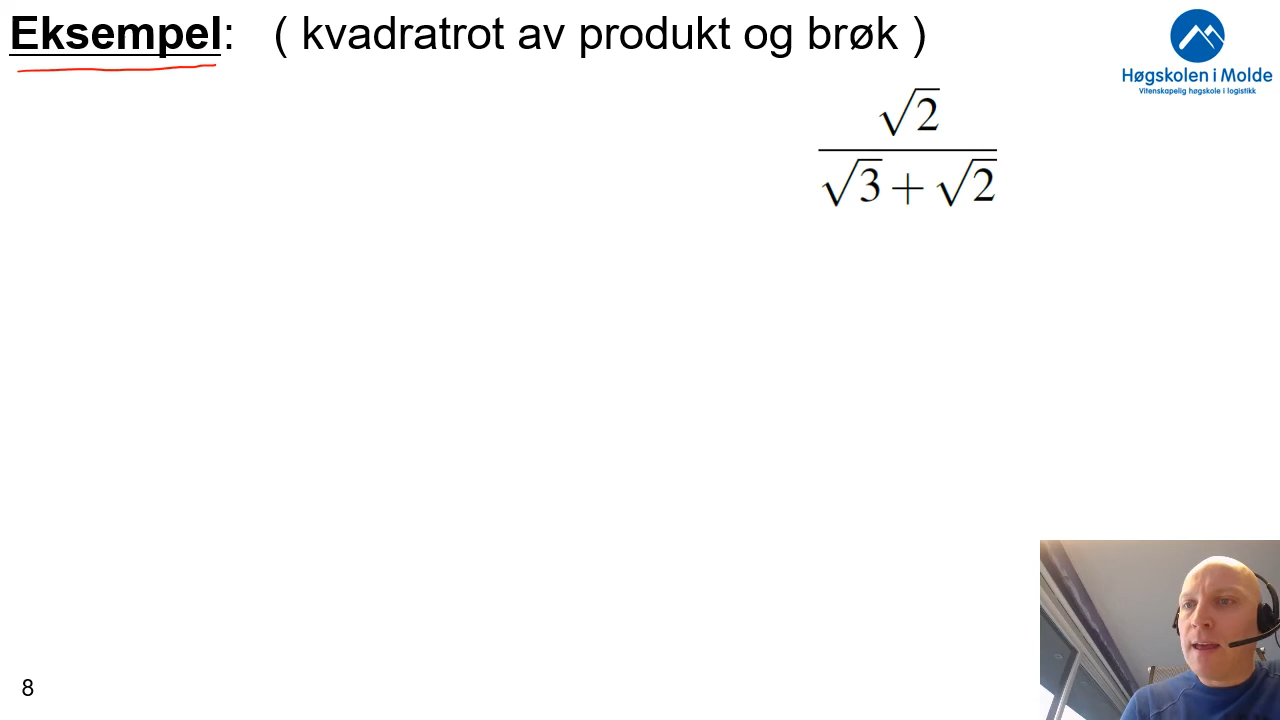 Eksempel: ( kvadratrot av produkt og brøk )
Høgskolen i Molde
Vitenskapelig høgskole i logistikk
√2
√3 + √2
8